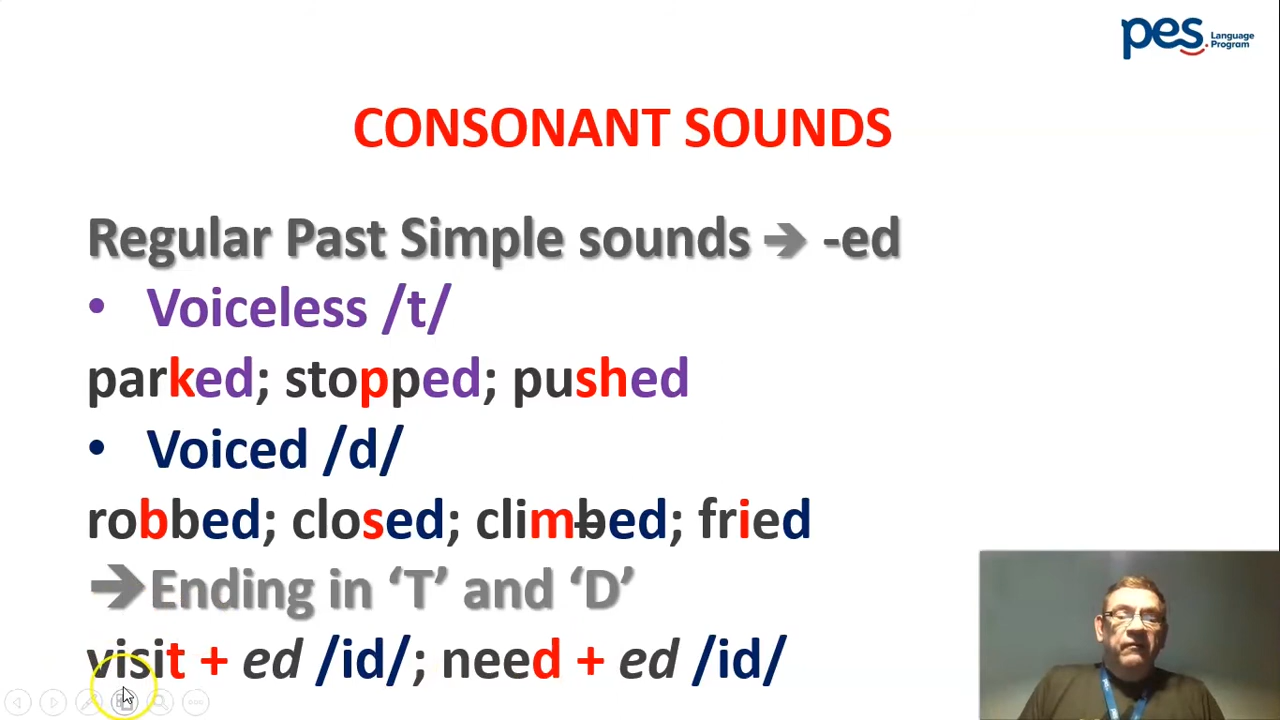 pes. Language Program
CONSONANT SOUNDS
Regular Past Simple sounds ➔ -ed
• Voiceless /t/
parked; stopped; pushed
• Voiced /d/
robbed; closed; climbed; fried
➔Ending in ‘T’ and ‘D’
visit + ed /id/; need + ed /id/